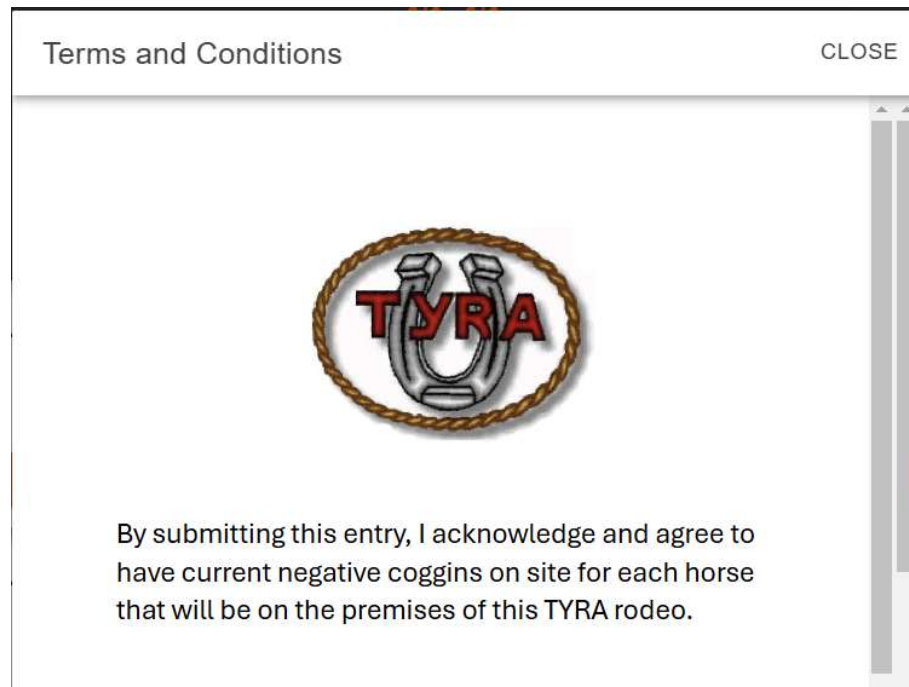 Terms and Conditions
CLOSE
TYRA
By submitting this entry, I acknowledge and agree to
have current negative coggins on site for each horse
that will be on the premises of this TYRA rodeo.